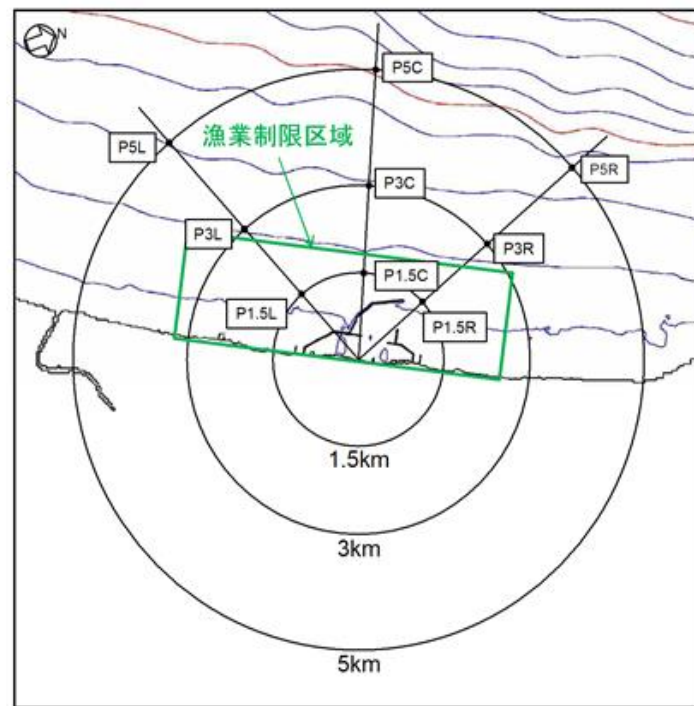 N
P5C
P5L
漁業制限区域
P5R
P3C
P3L
P3R
P1.5C
P1.5L
P1.5R
1.5km
3km
5km